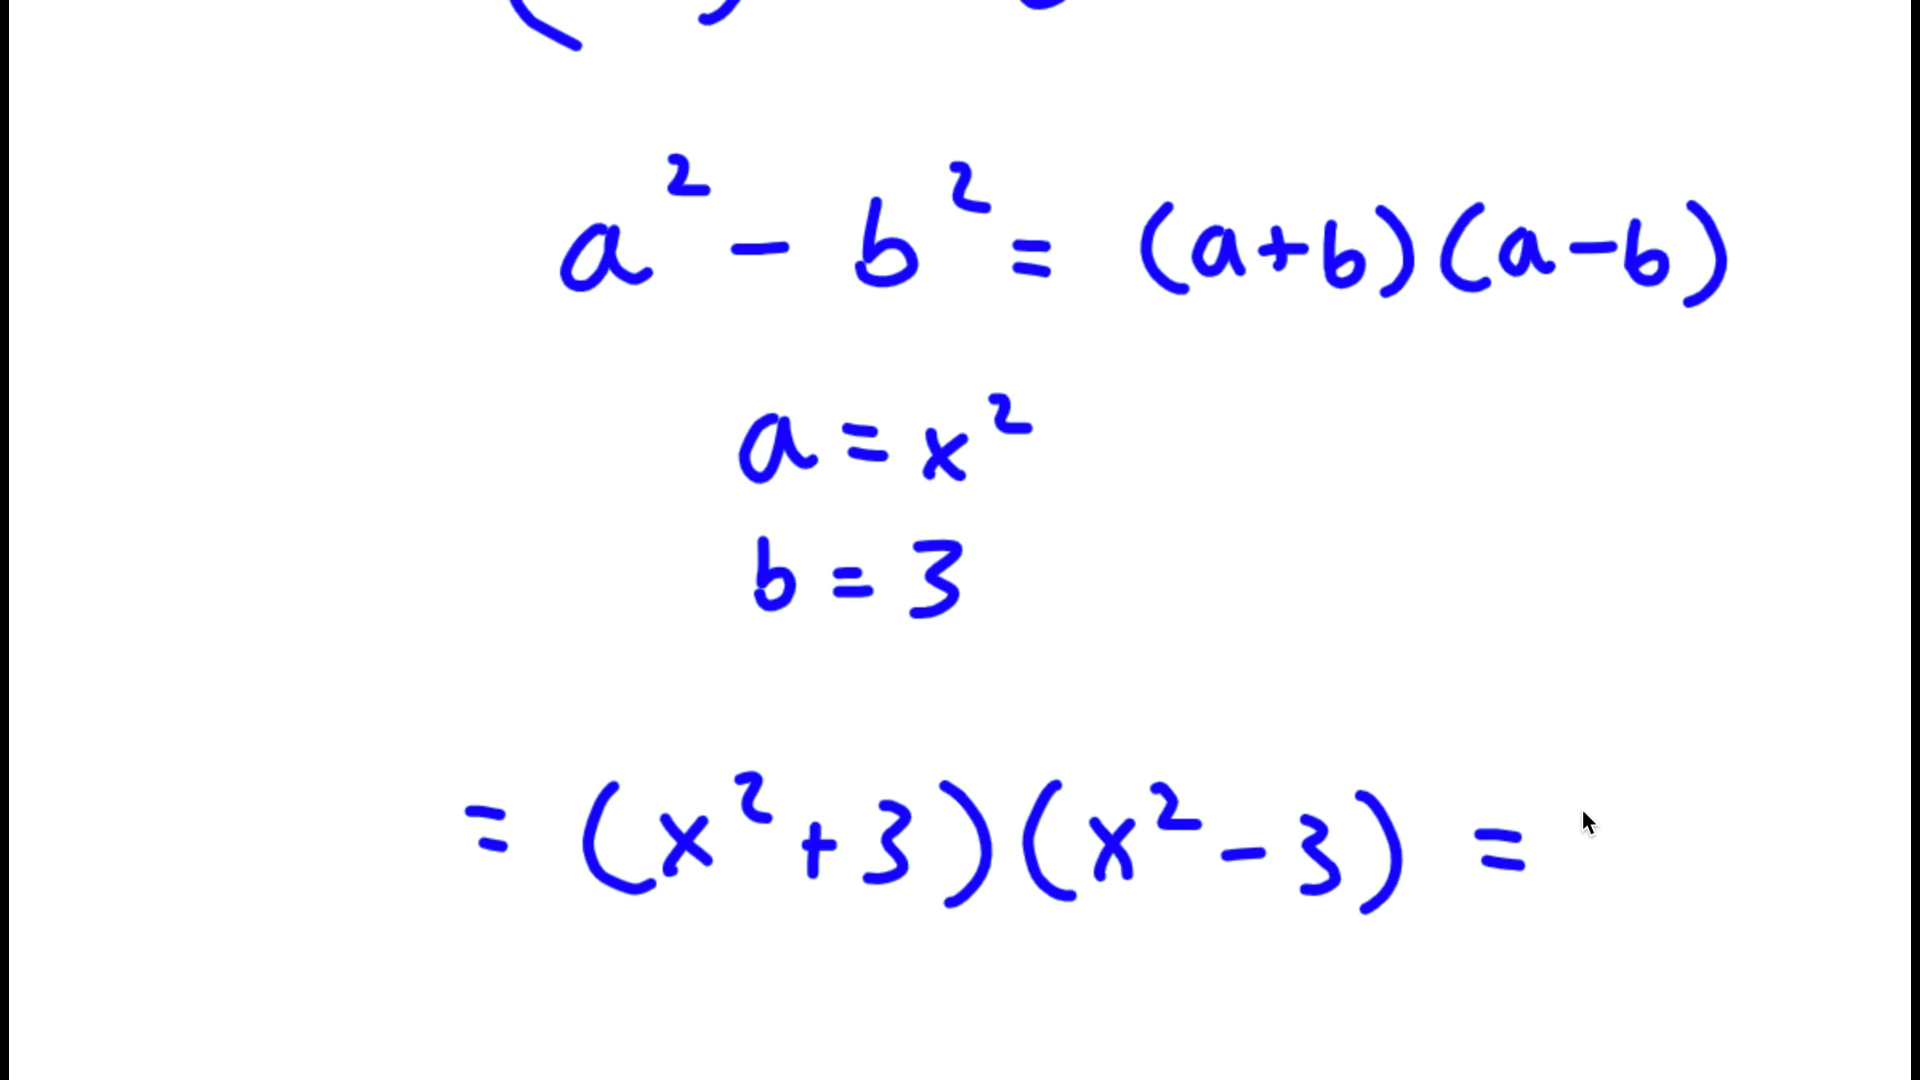 a² - b² = (a+b)(a-b)
a = x²
b = 3
= (x² + 3)(x² - 3) =